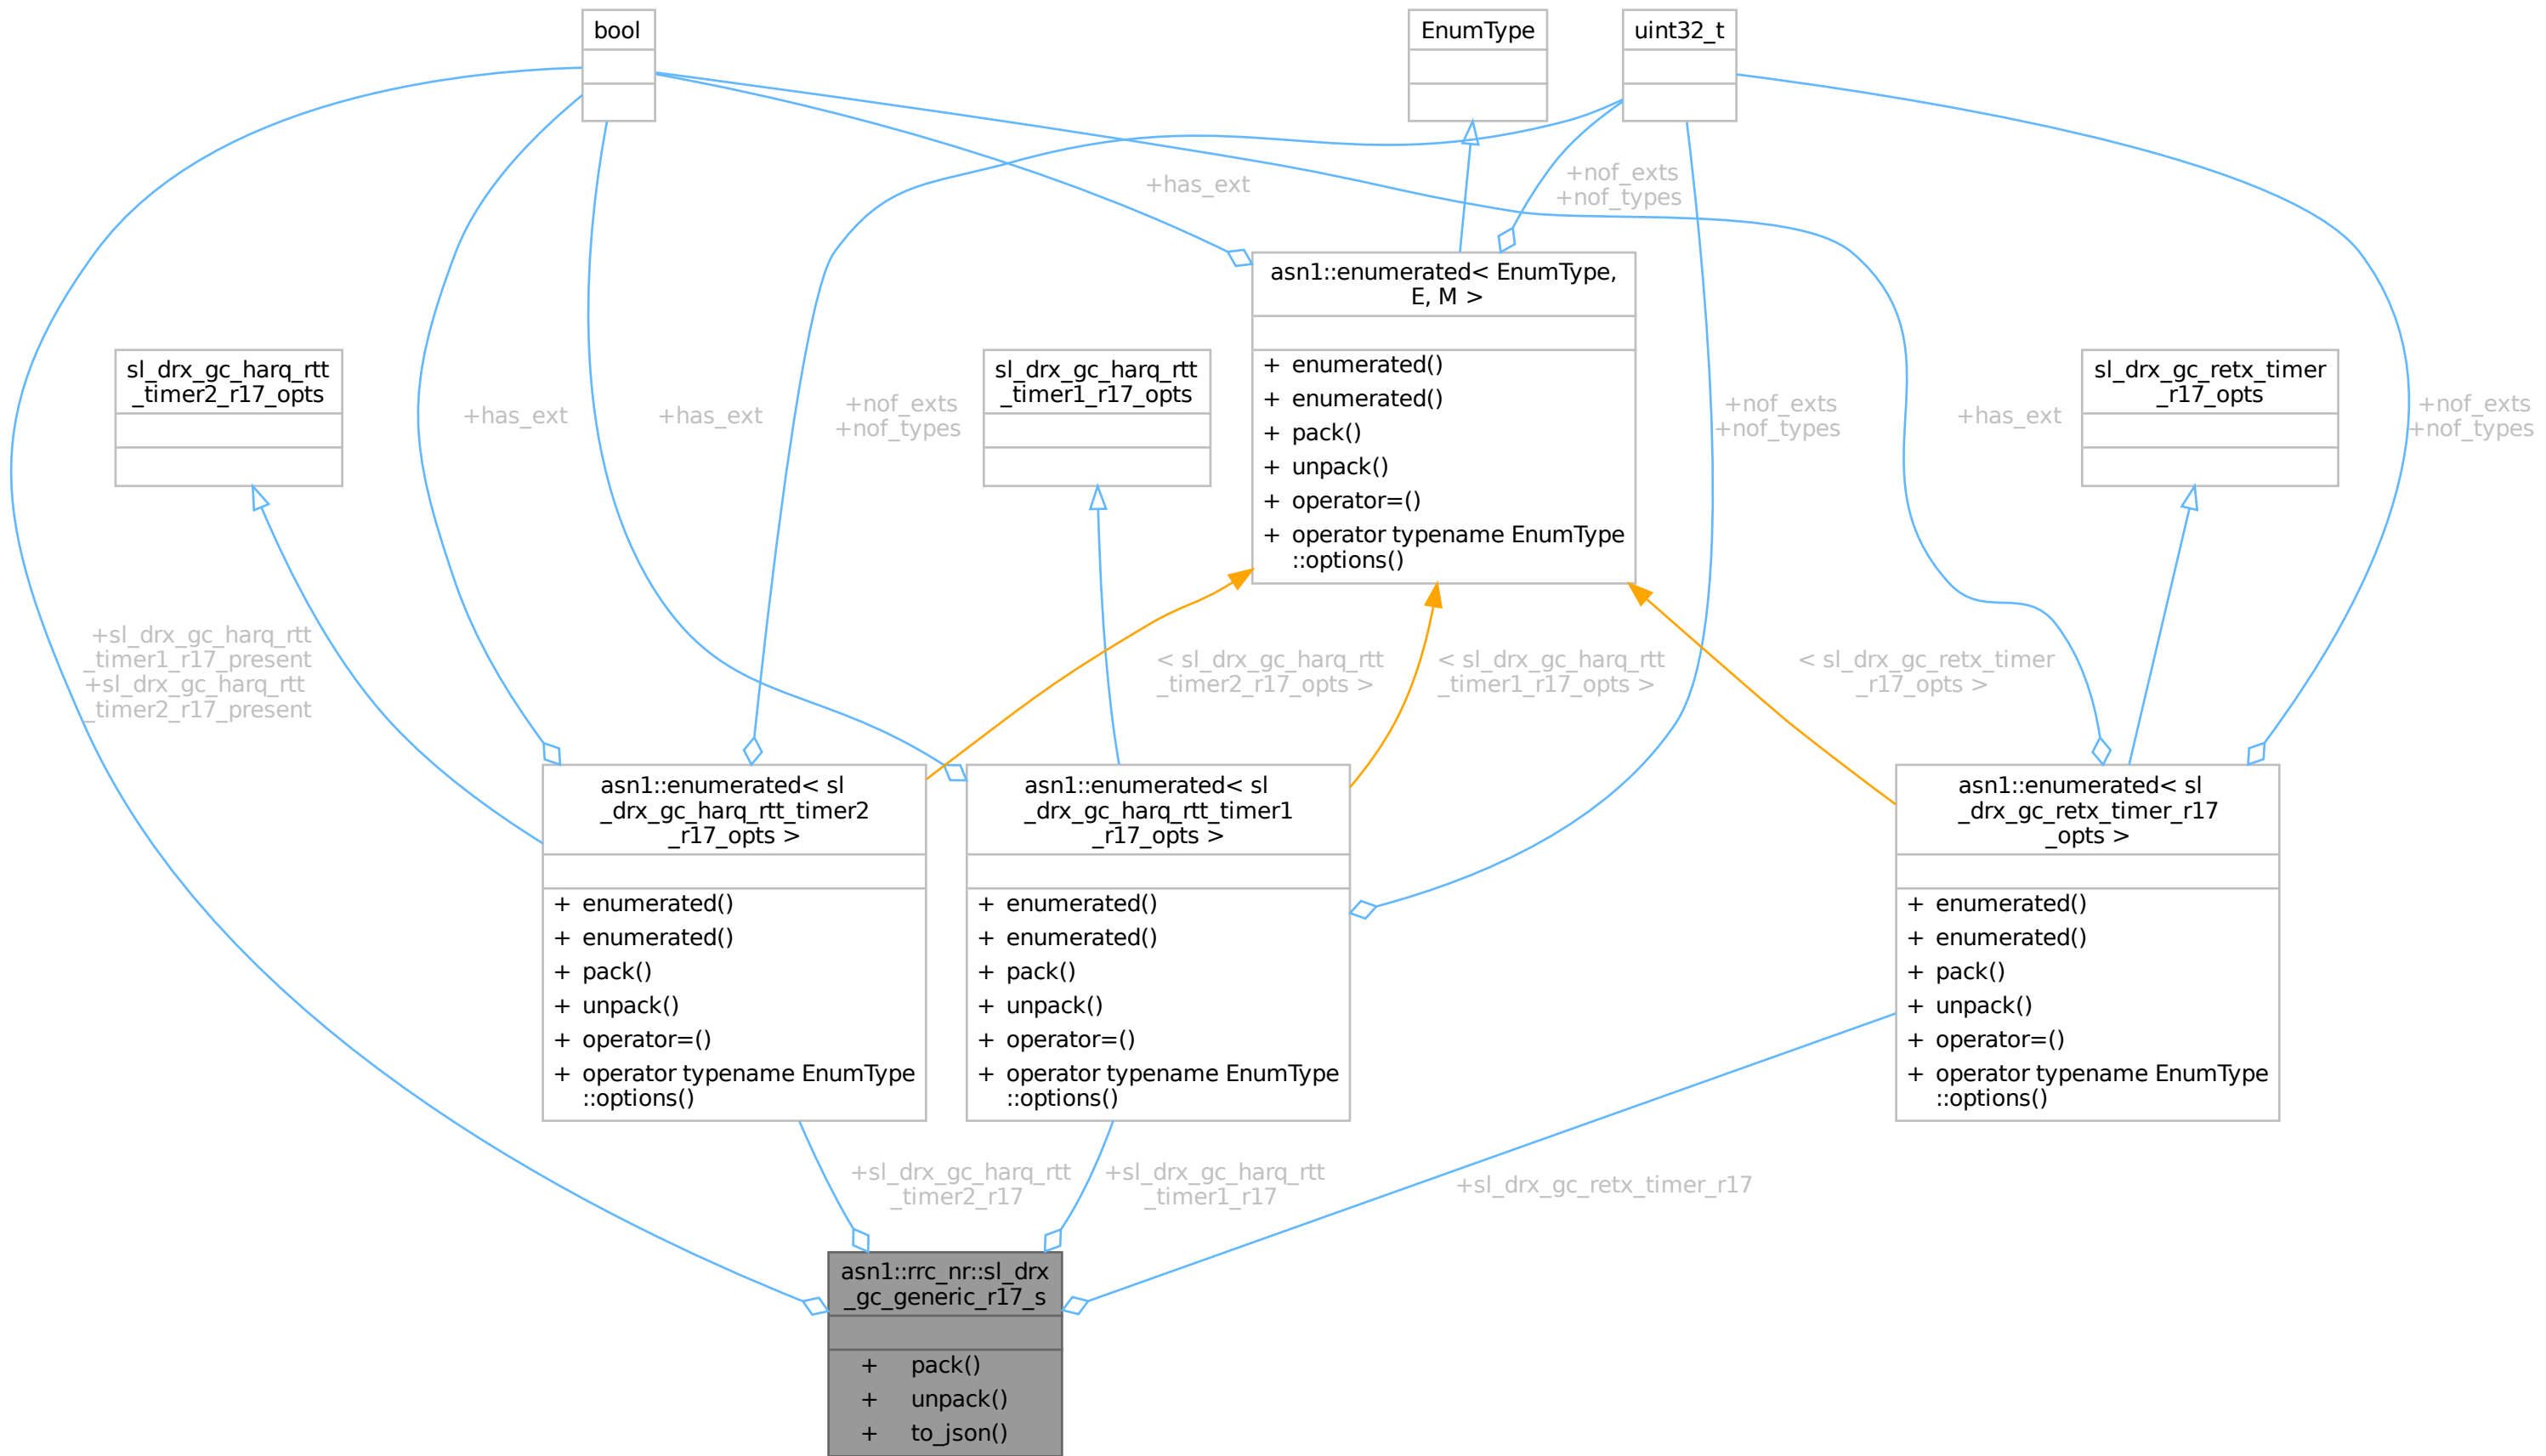 bool
EnumType
uint32_t
+has_ext
+nof_exts
+nof_types
asn1::enumerated< EnumType,
E, M >
+ enumerated()
+ enumerated()
+ pack()
+ unpack()
+ operator=()
+ operator typename EnumType
::options()
sl_drx_gc_harq_rtt
_timer2_r17_opts
+has_ext
+has_ext
+nof_exts
+nof_types
sl_drx_gc_harq_rtt
_timer1_r17_opts
+nof_exts
+nof_types
+has_ext
sl_drx_gc_retx_timer
_r17_opts
+nof_exts
+nof_types
+sl_drx_gc_harq_rtt
_timer1_r17_present
+sl_drx_gc_harq_rtt
_timer2_r17_present
< sl_drx_gc_harq_rtt
_timer2_r17_opts >
< sl_drx_gc_harq_rtt
_timer1_r17_opts >
< sl_drx_gc_retx_timer
_r17_opts >
asn1::enumerated< sl
_drx_gc_harq_rtt_timer2
_r17_opts >
+ enumerated()
+ enumerated()
+ pack()
+ unpack()
+ operator=()
+ operator typename EnumType
::options()
asn1::enumerated< sl
_drx_gc_harq_rtt_timer1
_r17_opts >
+ enumerated()
+ enumerated()
+ pack()
+ unpack()
+ operator=()
+ operator typename EnumType
::options()
asn1::enumerated< sl
_drx_gc_retx_timer_r17
_opts >
+ enumerated()
+ enumerated()
+ pack()
+ unpack()
+ operator=()
+ operator typename EnumType
::options()
+sl_drx_gc_harq_rtt
_timer2_r17
+sl_drx_gc_harq_rtt
_timer1_r17
+sl_drx_gc_retx_timer_r17
asn1::rrc_nr::sl_drx
_gc_generic_r17_s
+ pack()
+ unpack()
+ to_json()